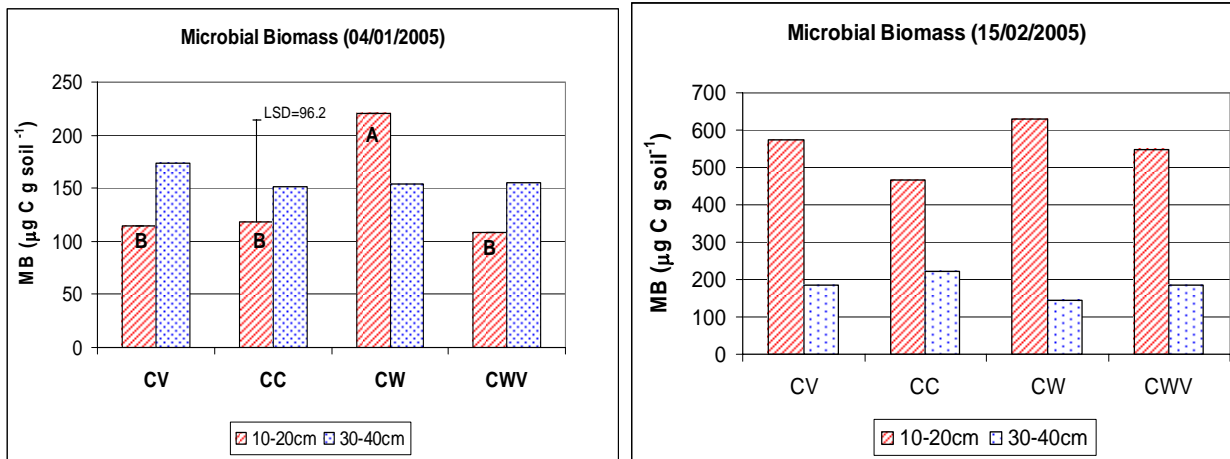 Microbial Biomass (04/01/2005)
MB (µg C g soil⁻¹)
250
200
150
100
50
0
LSD=96.2
B
B
A
B
CV CC CW CWV
10-20cm 30-40cm
Microbial Biomass (15/02/2005)
MB (µg C g soil⁻¹)
700
600
500
400
300
200
100
0
CV CC CW CWV
10-20cm 30-40cm